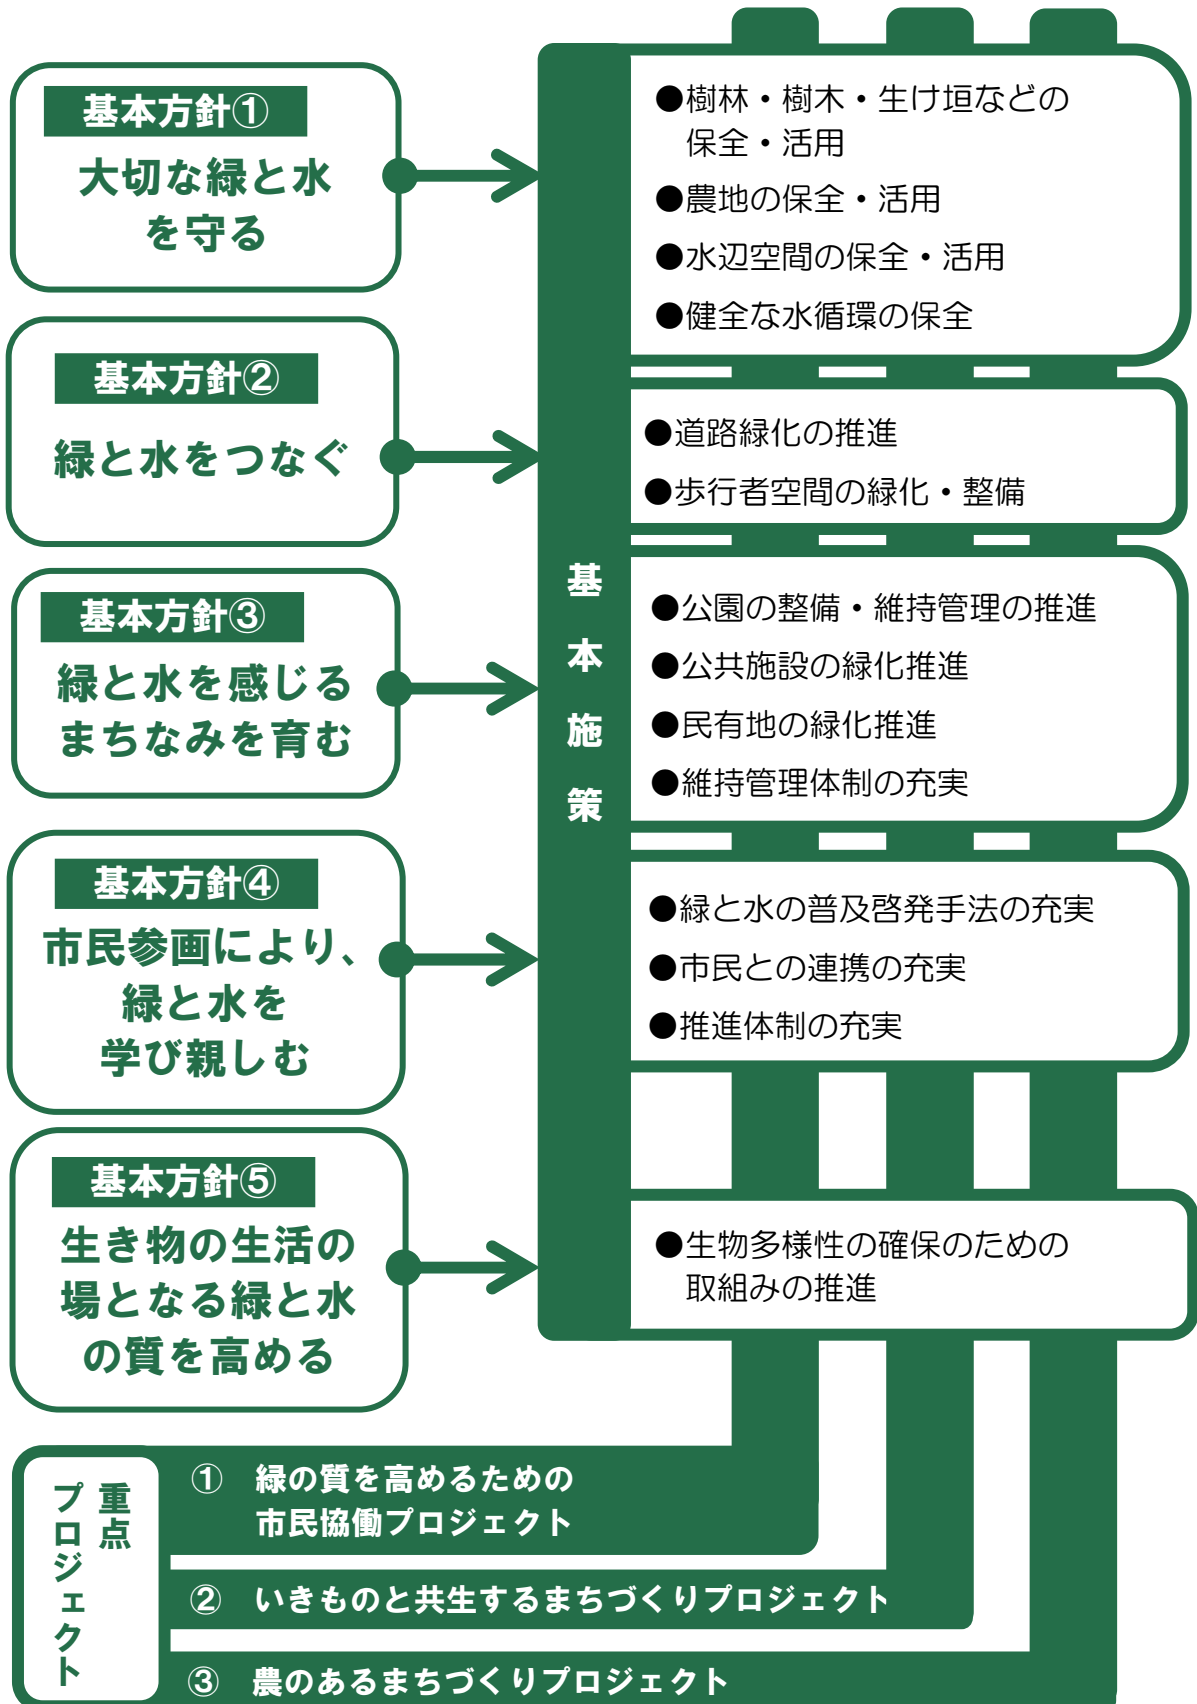 基本方針①
大切な緑と水
を守る
●樹林・樹木・生け垣などの
保全・活用
●農地の保全・活用
●水辺空間の保全・活用
●健全な水循環の保全
基本方針②
緑と水をつなぐ
●道路緑化の推進
●歩行者空間の緑化・整備
基本施策
基本方針③
緑と水を感じる
まちなみを育む
●公園の整備・維持管理の推進
●公共施設の緑化推進
●民有地の緑化推進
●維持管理体制の充実
基本方針④
市民参画により、
緑と水を
学び親しむ
●緑と水の普及啓発手法の充実
●市民との連携の充実
●推進体制の充実
基本方針⑤
生き物の生活の
場となる緑と水
の質を高める
●生物多様性の確保のための
取組みの推進
重点
プロジェクト
① 緑の質を高めるための
市民協働プロジェクト
② いきものと共生するまちづくりプロジェクト
③ 農のあるまちづくりプロジェクト